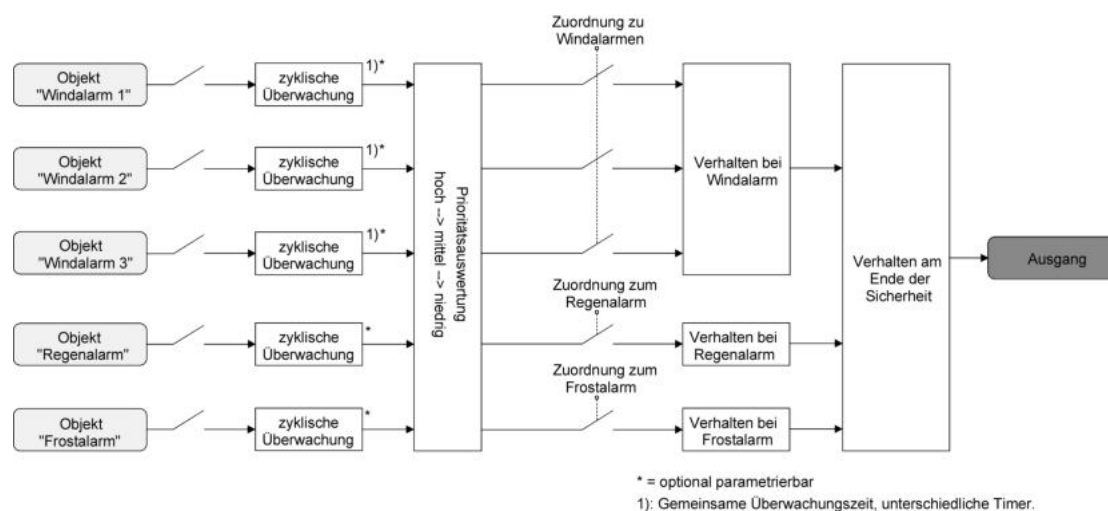 Zuordnung zu
Windalarmen
Objekt
"Windalarm 1"
zyklische
Überwachung
1)*
Objekt
"Windalarm 2"
zyklische
Überwachung
1)*
Objekt
"Windalarm 3"
zyklische
Überwachung
1)*
Objekt
"Regenalarm"
zyklische
Überwachung
*
Objekt
"Frostalarm"
zyklische
Überwachung
*
Prioritätsauswertung
hoch --> mittel --> niedrig
Verhalten bei
Windalarm
Zuordnung zum
Regenalarm
Verhalten bei
Regenalarm
Zuordnung zum
Frostalarm
Verhalten bei
Frostalarm
Verhalten am
Ende der
Sicherheit
Ausgang
* = optional parametrierbar
1): Gemeinsame Überwachungszeit, unterschiedliche Timer.